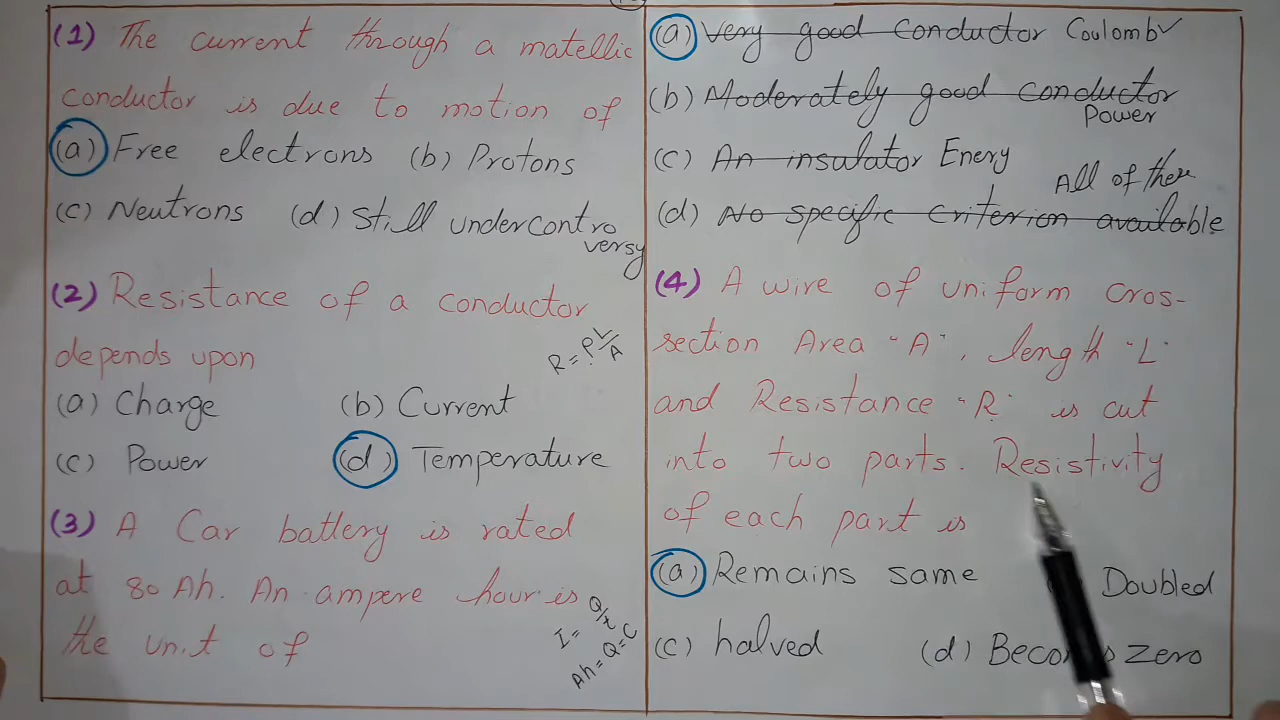 (1) The current through a matellic
conductor is due to motion of
(a) Free electrons (b) Protons
(c) Neutrons (d) Still undercontro
versy
(2) Resistance of a conductor
depends upon
R = ρ L/A
(a) Charge (b) Current
(c) Power (d) Temperature
(3) A Car battery is rated
at 80 Ah. An ampere hour is
the unit of
I = Q/t
Ah = Q = C
(a) Very good conductor Coulomb ✓
(b) Moderately good conductor
Power
(c) An insulator Enery
All of these
(d) No specific criterion available
(4) A wire of uniform cros-
section Area "A", length "L"
and Resistance "R" is cut
into two parts. Resistivity
of each part is
(a) Remains same Doubled
(c) halved (d) Zero